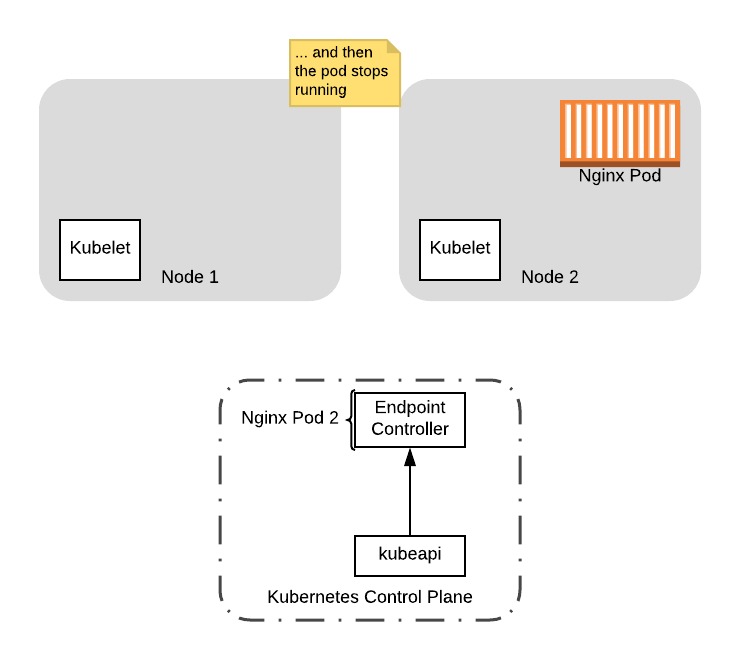 ... and then
the pod stops
running
Nginx Pod
Kubelet
Node 1
Kubelet
Node 2
Nginx Pod 2
Endpoint
Controller
kubeapi
Kubernetes Control Plane